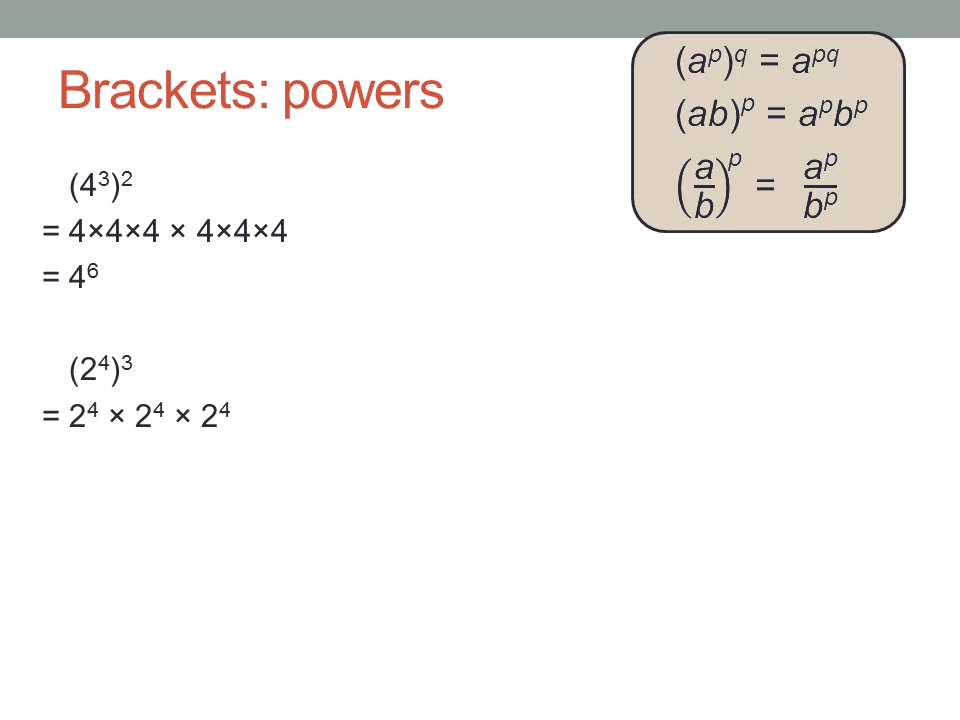 Brackets: powers
(aᵖ)^q = a^pq
(ab)ᵖ = aᵖbᵖ
(a/b)ᵖ = aᵖ/bᵖ
(4³)²
= 4×4×4 × 4×4×4
= 4⁶
(2⁴)³
= 2⁴ × 2⁴ × 2⁴